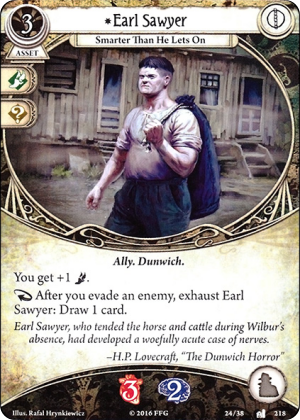 3
*Earl Sawyer
Smarter Than He Lets On
ASSET
Ally. Dunwich.
You get +1
After you evade an enemy, exhaust Earl
Sawyer: Draw 1 card.
Earl Sawyer, who tended the horse and cattle during Wilbur's
absence, had developed a woefully acute case of nerves.
–H.P. Lovecraft, "The Dunwich Horror"
3
2
Illus. Rafał Hrynkiewicz
© 2016 FFG
24/38
218